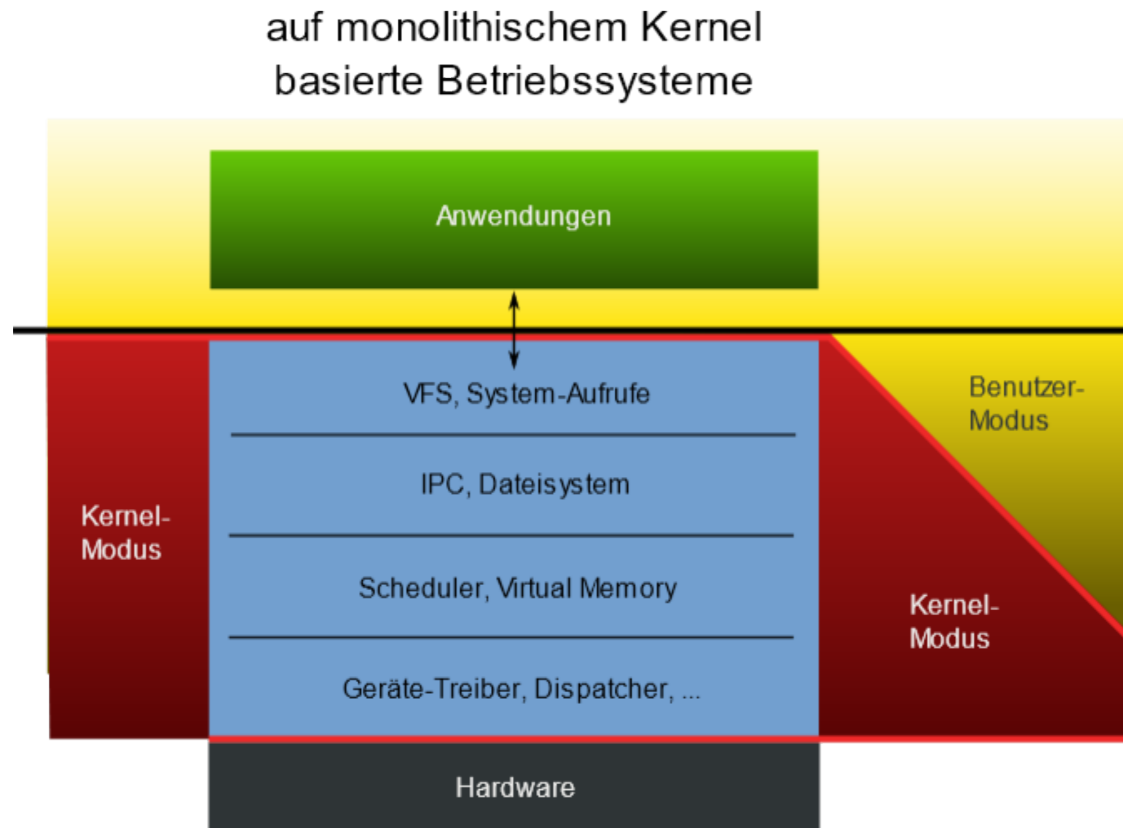 auf monolithischem Kernel
basierte Betriebssysteme
Anwendungen
VFS, System-Aufrufe
Benutzer-
Modus
IPC, Dateisystem
Kernel-
Modus
Scheduler, Virtual Memory
Kernel-
Modus
Geräte-Treiber, Dispatcher, ...
Hardware